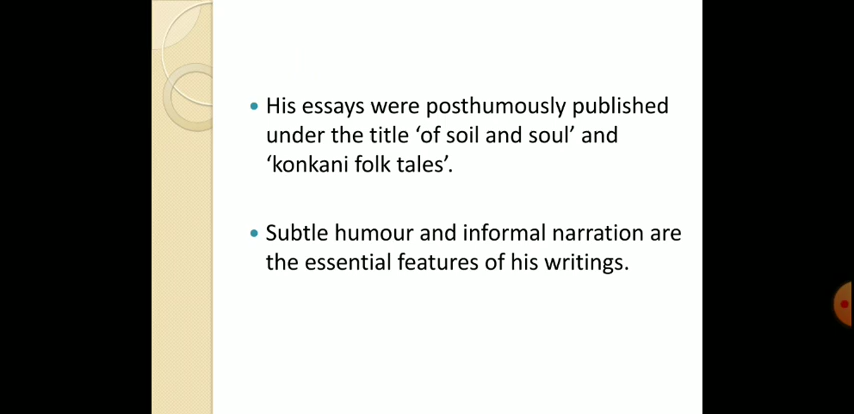 • His essays were posthumously published
under the title ‘of soil and soul’ and
‘konkani folk tales’.
• Subtle humour and informal narration are
the essential features of his writings.